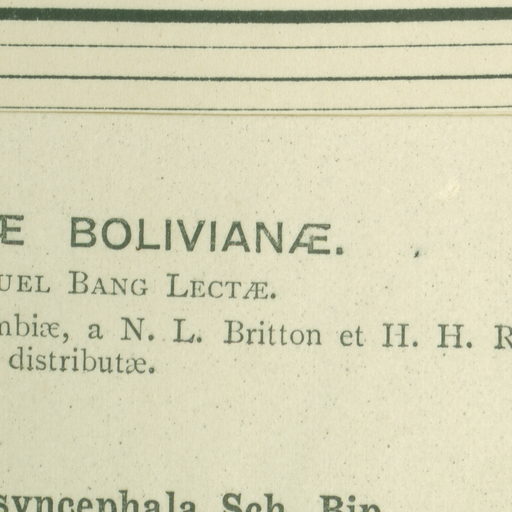 Æ BOLIVIANÆ.
UEL BANG LECTÆ.
mbiæ, a N. L. Britton et H. H. R
distributæ.
syncephala Sch. Bip.